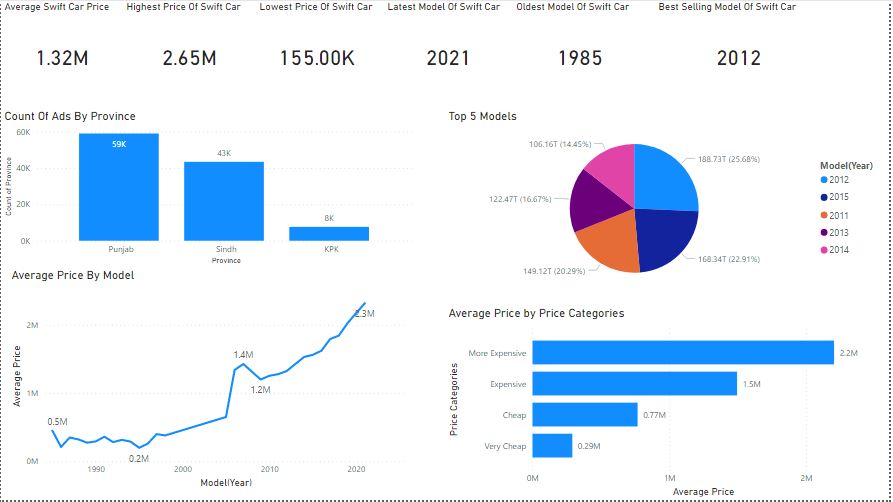 Average Swift Car Price
Highest Price Of Swift Car
Lowest Price Of Swift Car
Latest Model Of Swift Car
Oldest Model Of Swift Car
Best Selling Model Of Swift Car
1.32M
2.65M
155.00K
2021
1985
2012
Count Of Ads By Province
Count of Province
60K
40K
20K
0K
59K
43K
8K
Punjab
Sindh
KPK
Province
Top 5 Models
106.16T (14.45%)
188.73T (25.68%)
122.47T (16.67%)
149.12T (20.29%)
168.34T (22.91%)
Model(Year)
2012
2015
2011
2013
2014
Average Price By Model
Average Price
2M
1M
0M
0.5M
0.2M
1.4M
1.2M
2.3M
1990
2000
2010
2020
Model(Year)
Average Price by Price Categories
Price Categories
More Expensive
2.2M
Expensive
1.5M
Cheap
0.77M
Very Cheap
0.29M
0M
1M
2M
Average Price